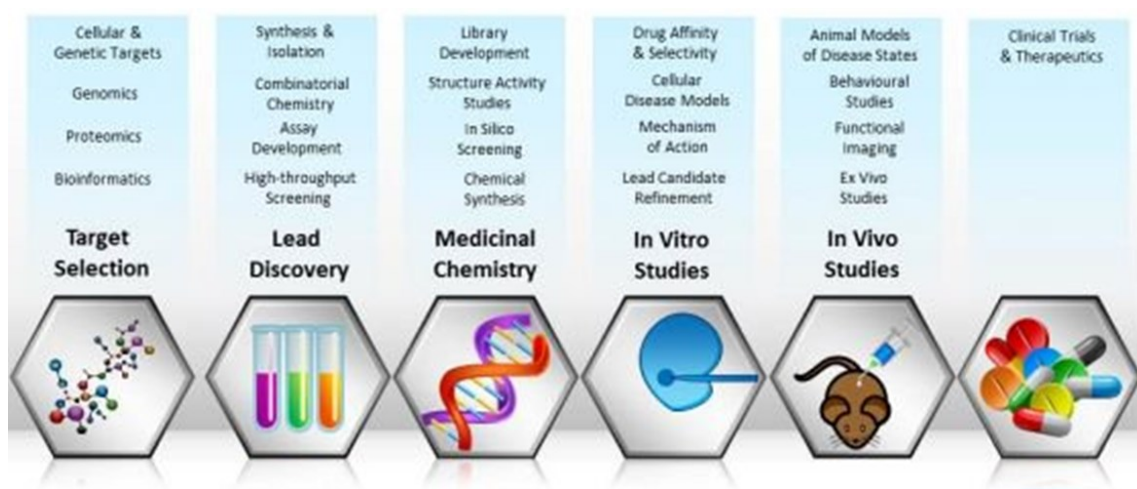 Cellular &
Genetic Targets
Genomics
Proteomics
Bioinformatics
Target
Selection
Synthesis &
Isolation
Combinatorial
Chemistry
Assay
Development
High-throughput
Screening
Lead
Discovery
Library
Development
Structure Activity
Studies
In Silico
Screening
Chemical
Synthesis
Medicinal
Chemistry
Drug Affinity
& Selectivity
Cellular
Disease Models
Mechanism
of Action
Lead Candidate
Refinement
In Vitro
Studies
Animal Models
of Disease States
Behavioural
Studies
Functional
Imaging
Ex Vivo
Studies
In Vivo
Studies
Clinical Trials
& Therapeutics